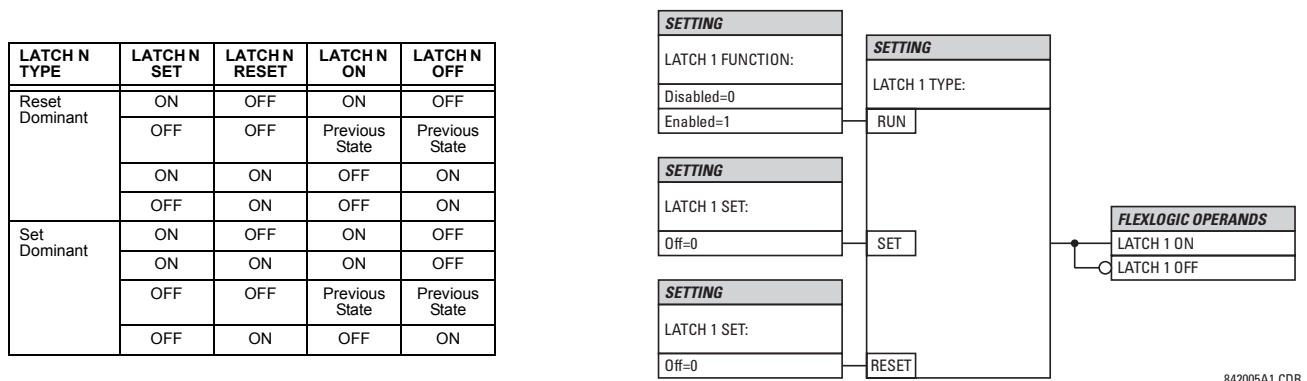 LATCH N TYPE LATCH N SET LATCH N RESET LATCH N ON LATCH N OFF
Reset Dominant ON OFF ON OFF
OFF OFF Previous State Previous State
ON ON OFF ON
OFF ON OFF ON
Set Dominant ON OFF ON OFF
ON ON ON OFF
OFF OFF Previous State Previous State
OFF ON OFF ON
SETTING
LATCH 1 FUNCTION:
Disabled=0
Enabled=1
SETTING
LATCH 1 TYPE:
RUN
SETTING
LATCH 1 SET:
Off=0
SET
SETTING
LATCH 1 SET:
Off=0
RESET
FLEXLOGIC OPERANDS
LATCH 1 ON
LATCH 1 OFF
842005A1.CDR